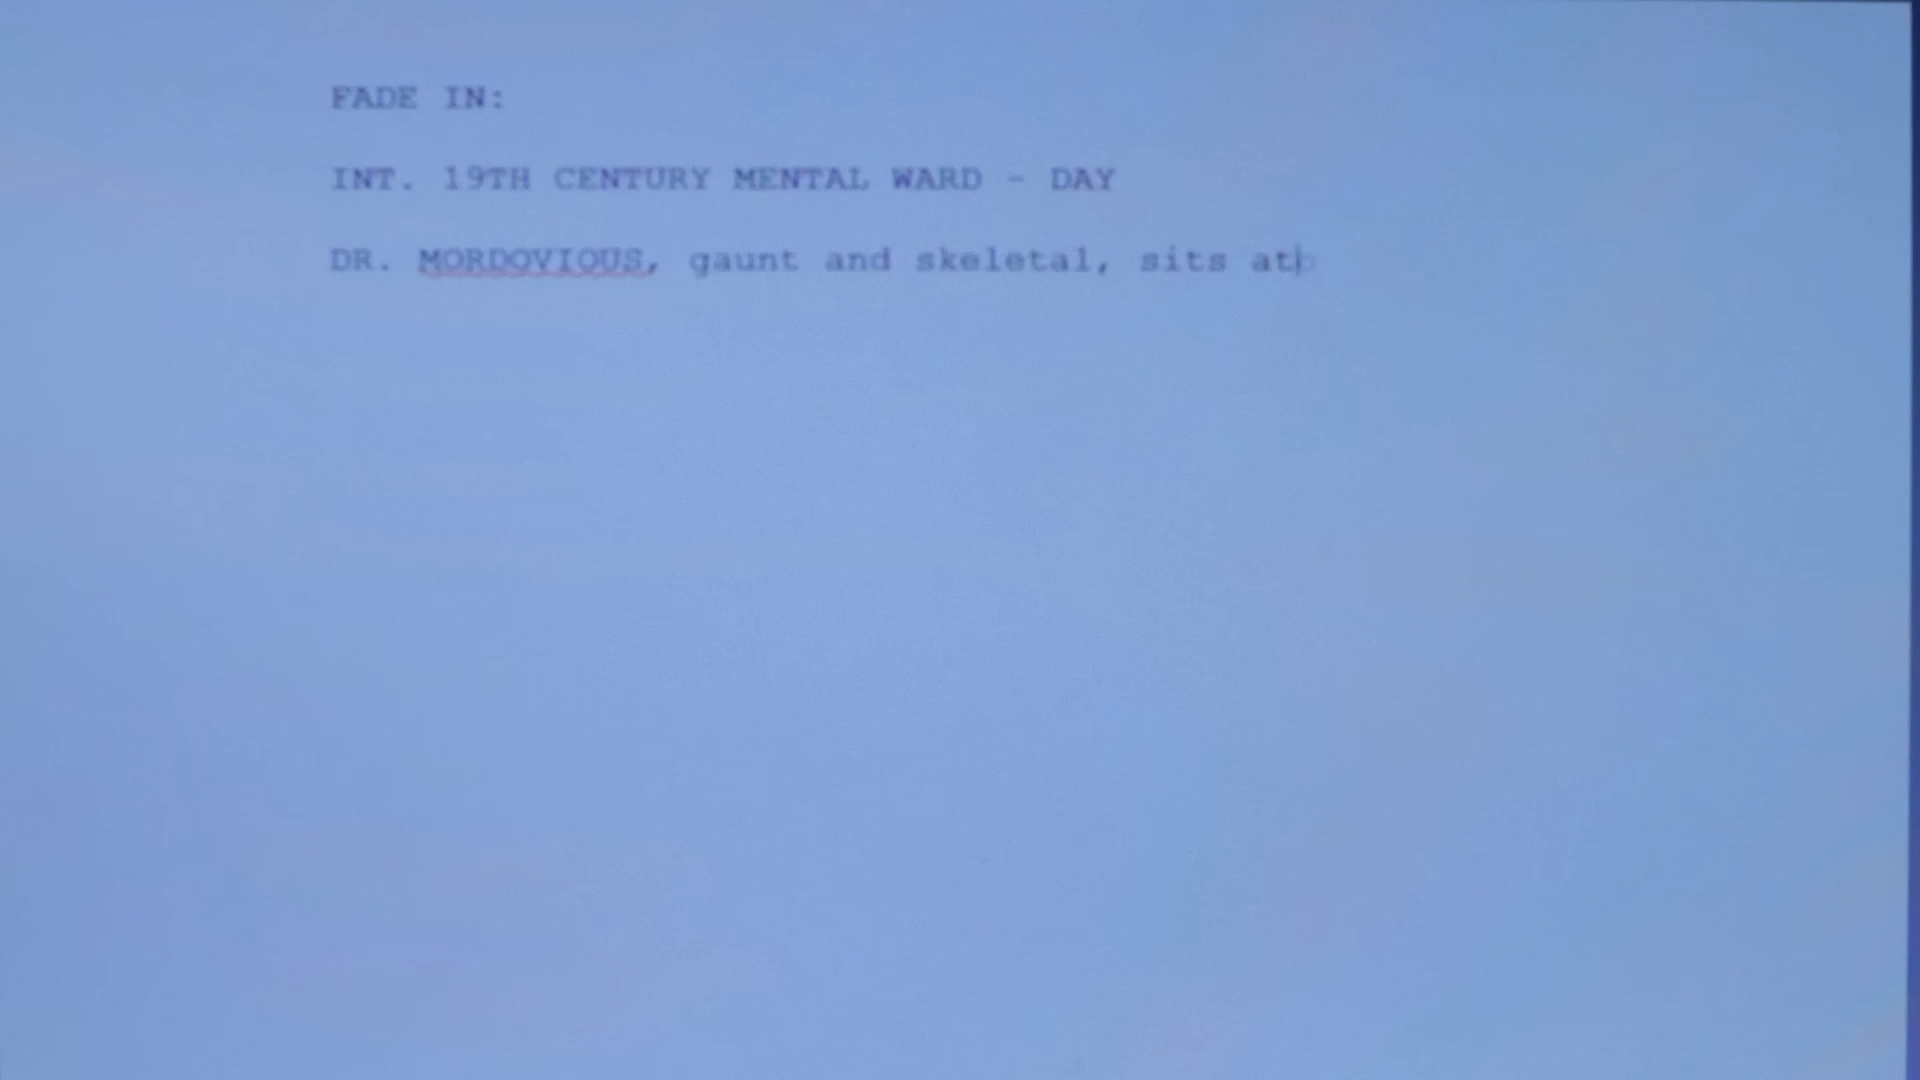 FADE IN:
INT. 19TH CENTURY MENTAL WARD - DAY
DR. MORDOVIOUS, gaunt and skeletal, sits at